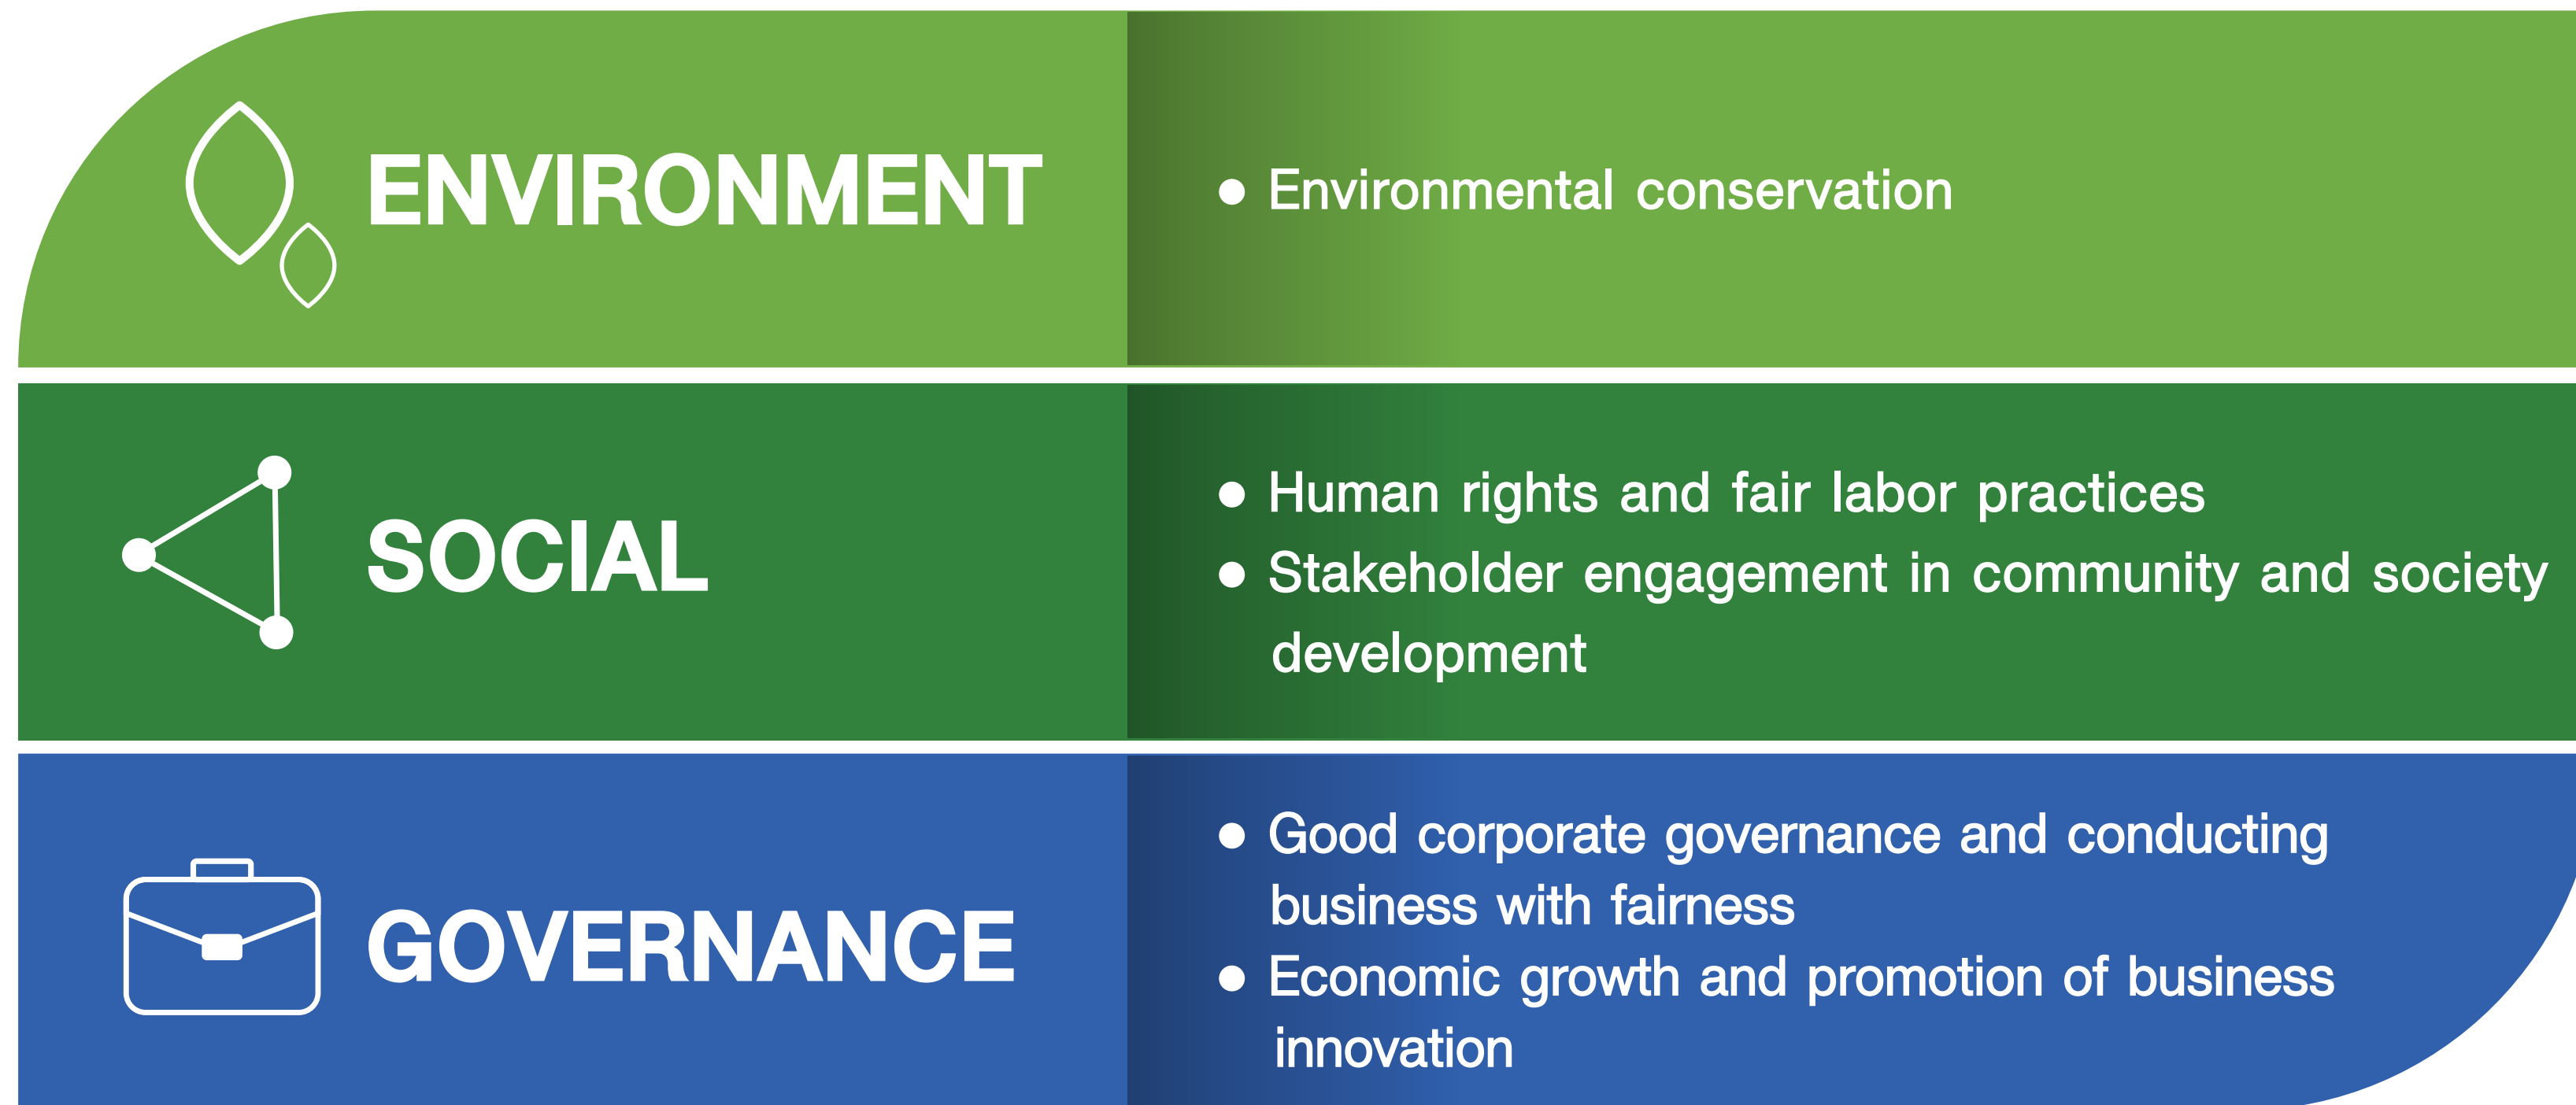 ENVIRONMENT
● Environmental conservation
SOCIAL
● Human rights and fair labor practices
● Stakeholder engagement in community and society
development
GOVERNANCE
● Good corporate governance and conducting
business with fairness
● Economic growth and promotion of business
innovation